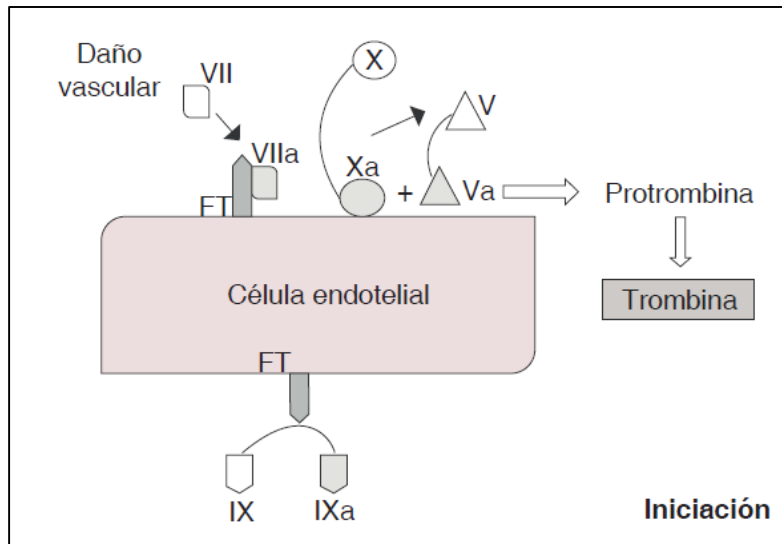 Daño
vascular
VII
X
V
VIIa
Xa
+
Va
FT
Protrombina
Célula endotelial
Trombina
FT
IX
IXa
Iniciación